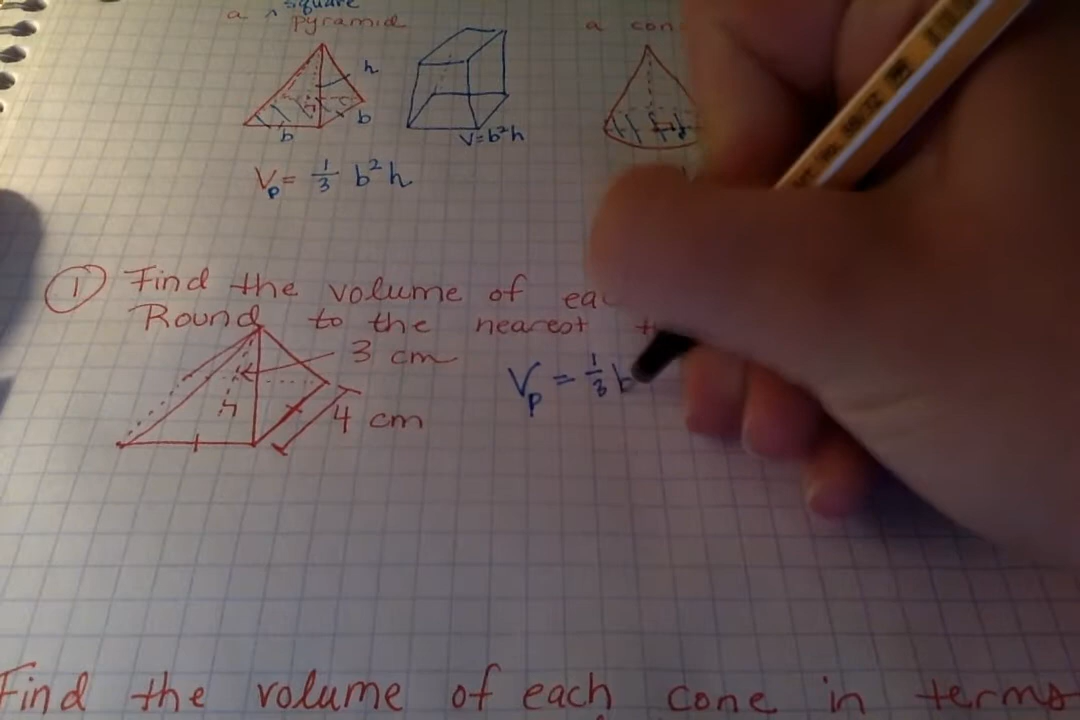 square
a ^ pyramid
a con
h
b
b
V=b²h
Vp = 1/3 b²h
① Find the volume of eac
Round to the nearest t
3 cm
4 cm
Vp = 1/3 b
Find the volume of each cone in terms